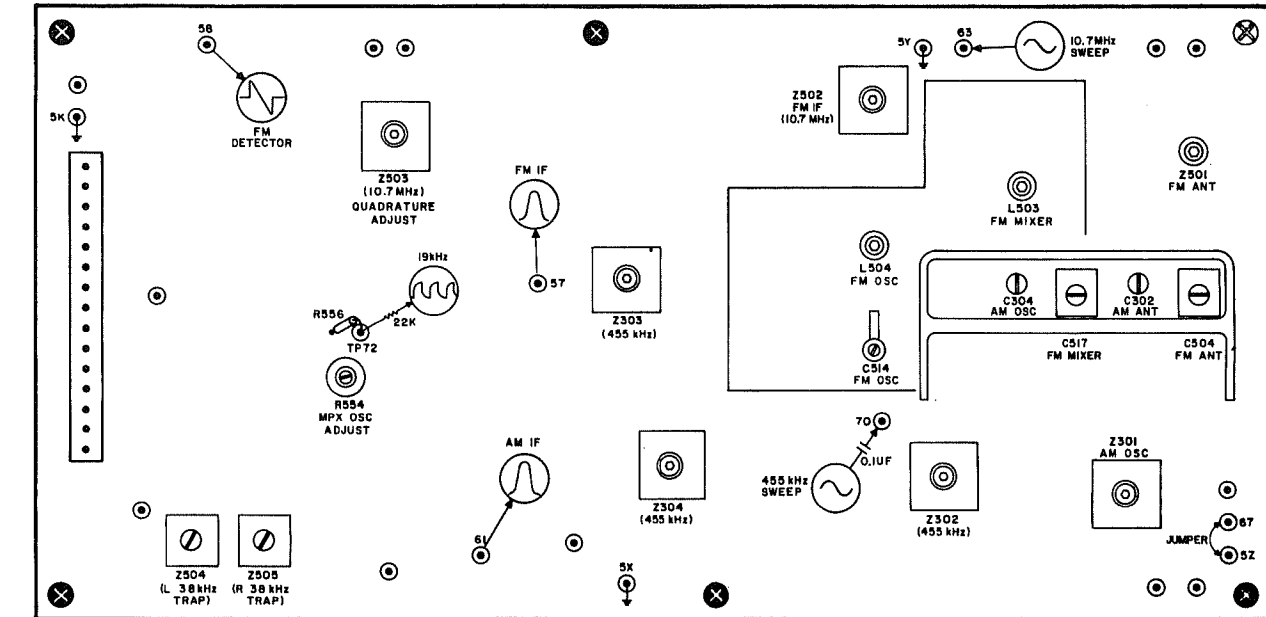 58
5Y
63
10.7MHz
SWEEP
Z502
FM IF
(10.7 MHz)
5K
FM
DETECTOR
Z503
(10.7 MHz)
QUADRATURE
ADJUST
FM IF
Z501
FM ANT
L503
FM MIXER
L504
FM OSC
19kHz
57
R556
22K
TP72
Z303
(455 kHz)
C304
AM OSC
C302
AM ANT
C517
FM MIXER
C504
FM ANT
C514
FM OSC
R554
MPX OSC
ADJUST
AM IF
70
0.1UF
455 kHz
SWEEP
Z301
AM OSC
Z304
(455 kHz)
Z302
(455 kHz)
67
JUMPER
5Z
61
5X
Z504
(L 38kHz
TRAP)
Z505
(R 38kHz
TRAP)